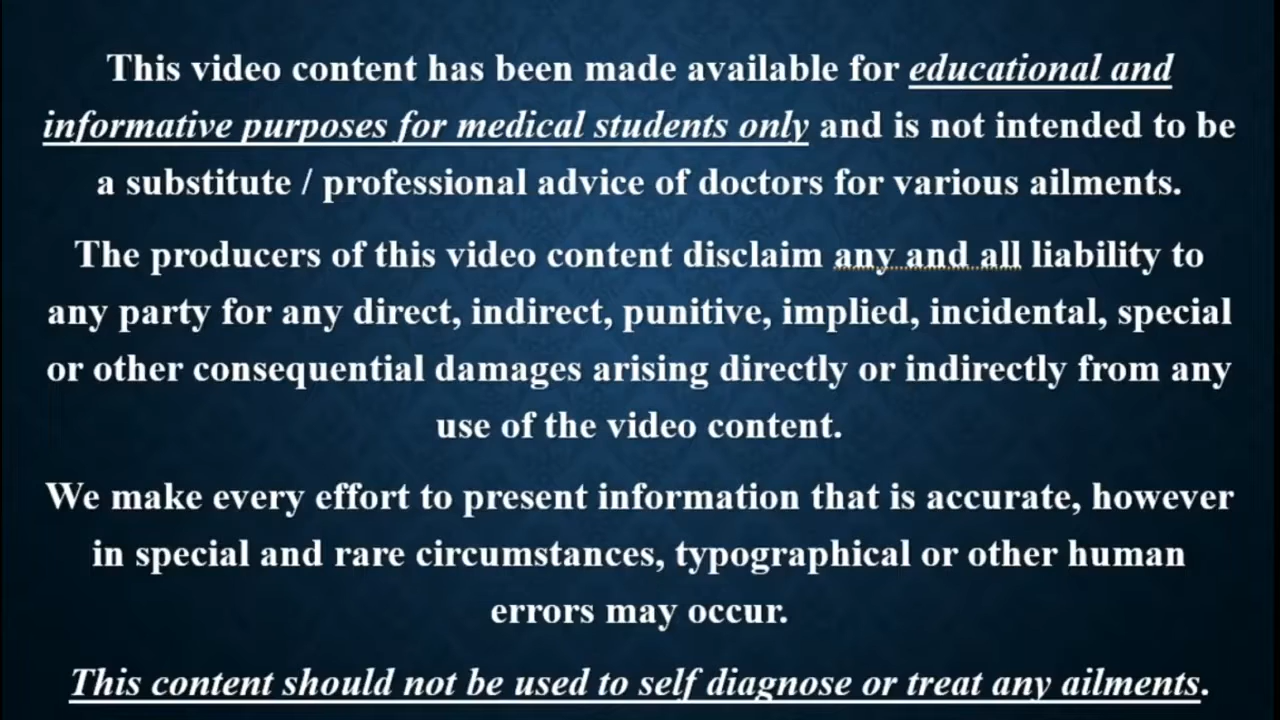 This video content has been made available for educational and
informative purposes for medical students only and is not intended to be
a substitute / professional advice of doctors for various ailments.
The producers of this video content disclaim any and all liability to
any party for any direct, indirect, punitive, implied, incidental, special
or other consequential damages arising directly or indirectly from any
use of the video content.
We make every effort to present information that is accurate, however
in special and rare circumstances, typographical or other human
errors may occur.
This content should not be used to self diagnose or treat any ailments.